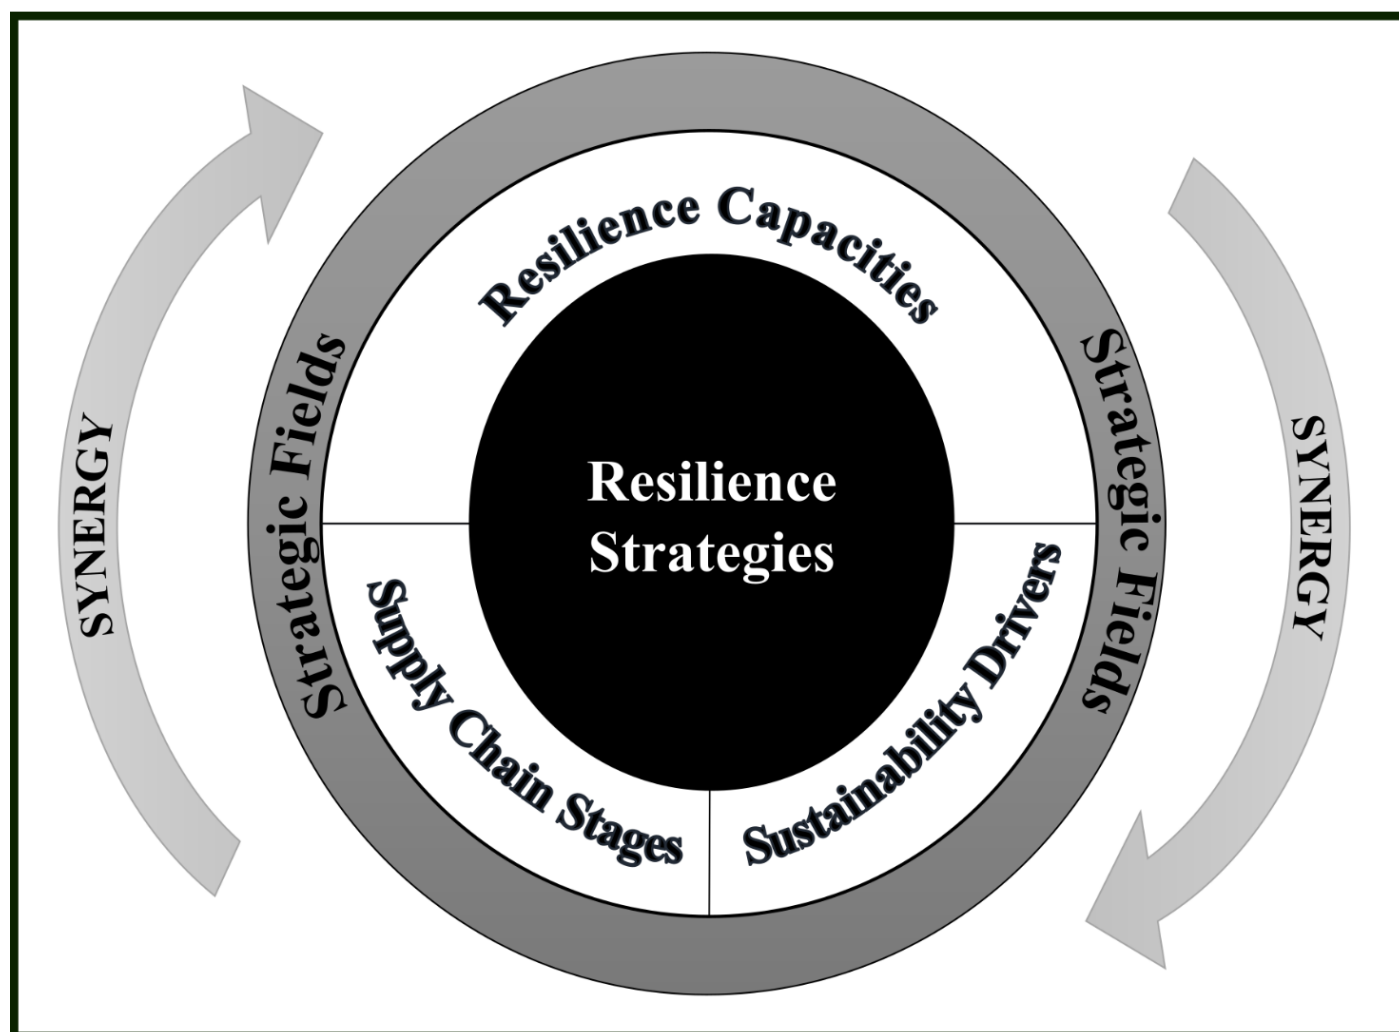 Resilience Capacities
Strategic Fields
Strategic Fields
SYNERGY
SYNERGY
Resilience
Strategies
Supply Chain Stages
Sustainability Drivers